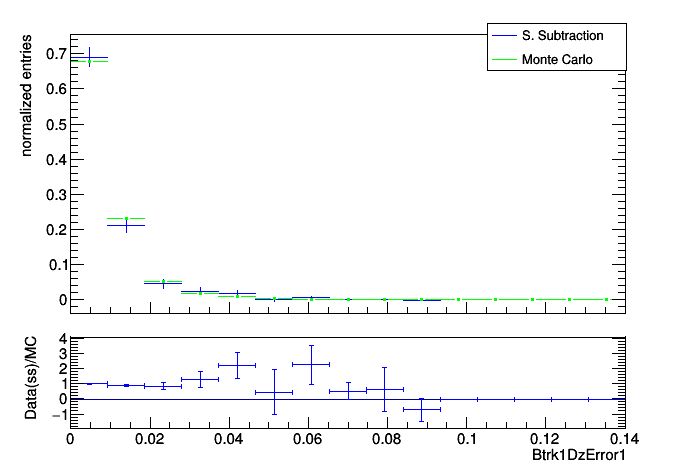 S. Subtraction
Monte Carlo
normalized entries
0.7
0.6
0.5
0.4
0.3
0.2
0.1
0
Data(ss)/MC
4
3
2
1
0
−1
0 0.02 0.04 0.06 0.08 0.1 0.12 0.14
Btrk1DzError1